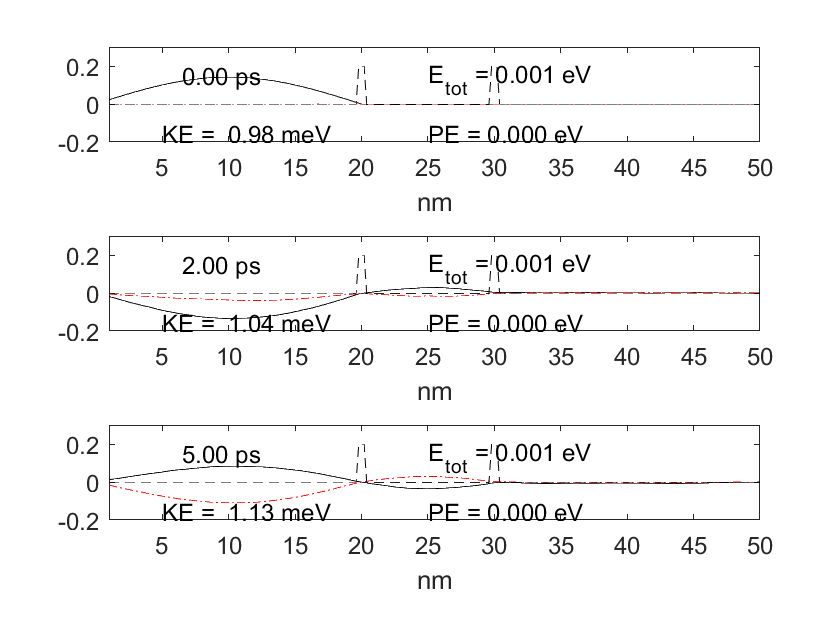 0.2
0.00 ps
E_tot = 0.001 eV
0
KE = 0.98 meV
PE = 0.000 eV
-0.2
5 10 15 20 25 30 35 40 45 50
nm
0.2
2.00 ps
E_tot = 0.001 eV
0
KE = 1.04 meV
PE = 0.000 eV
-0.2
5 10 15 20 25 30 35 40 45 50
nm
0.2
5.00 ps
E_tot = 0.001 eV
0
KE = 1.13 meV
PE = 0.000 eV
-0.2
5 10 15 20 25 30 35 40 45 50
nm